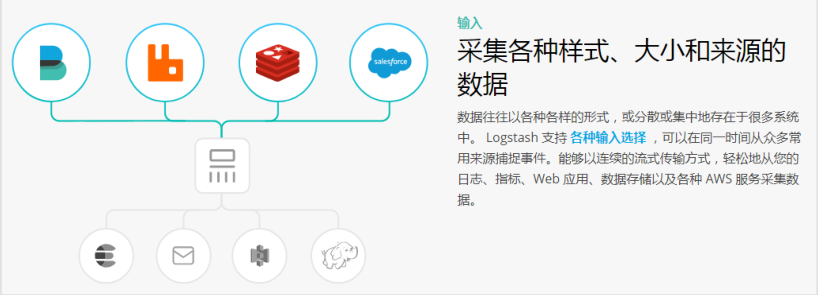 salesforce
输入
采集各种样式、大小和来源的
数据
数据往往以各种各样的形式，或分散或集中地存在于很多系统
中。 Logstash 支持 各种输入选择 ，可以在同一时间从众多常
用来源捕捉事件。能够以连续的流式传输方式，轻松地从您的
日志、指标、Web 应用、数据存储以及各种 AWS 服务采集数
据。